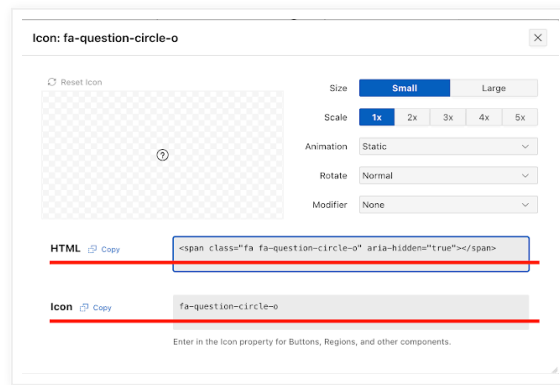 Icon: fa-question-circle-o
Reset Icon
Size Small Large
Scale 1x 2x 3x 4x 5x
Animation Static
Rotate Normal
Modifier None
HTML Copy <span class="fa fa-question-circle-o" aria-hidden="true"></span>
Icon Copy fa-question-circle-o
Enter in the Icon property for Buttons, Regions, and other components.